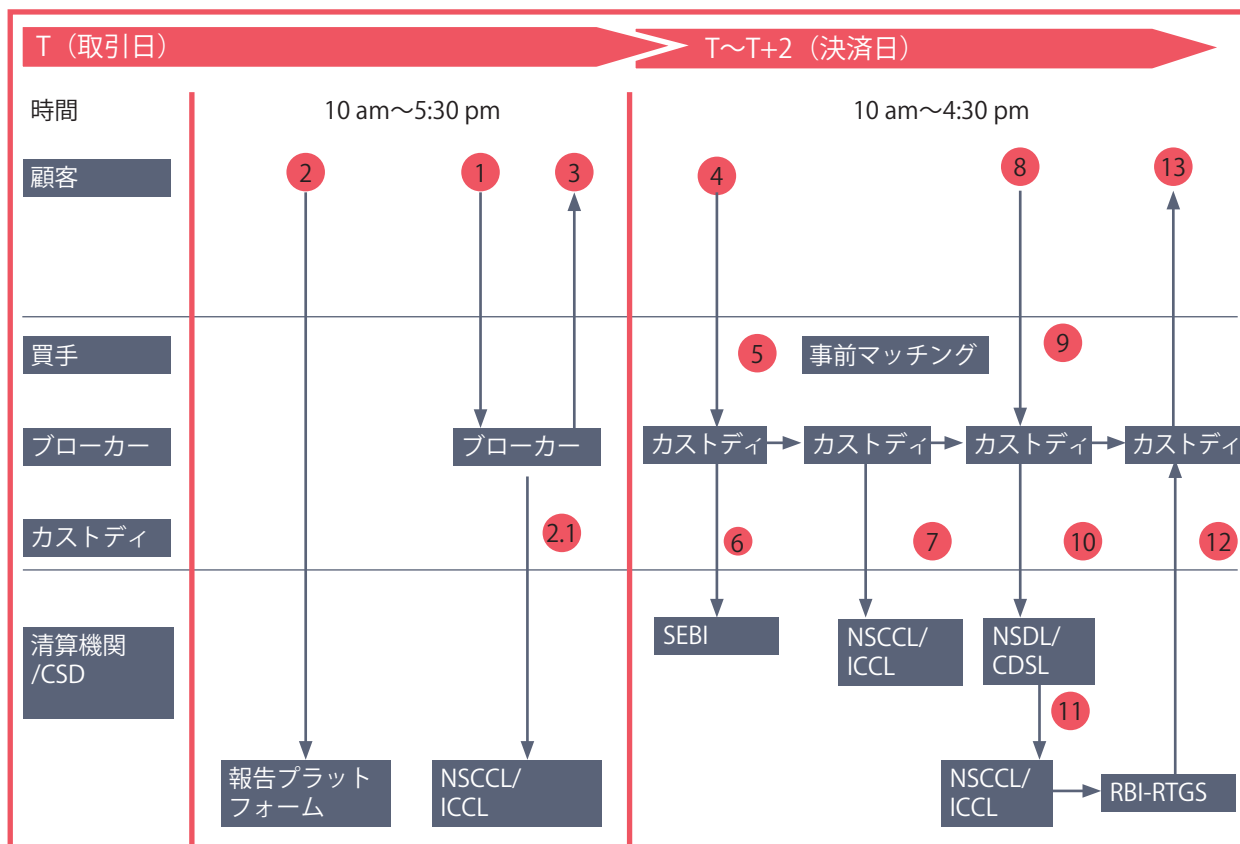 T（取引日）
T～T+2（決済日）
時間
10 am～5:30 pm
10 am～4:30 pm
顧客
2
1
3
4
8
13
買手
5
事前マッチング
9
ブローカー
ブローカー
カストディ
カストディ
カストディ
カストディ
カストディ
2.1
6
7
10
12
清算機関
/CSD
SEBI
NSCCL/
ICCL
NSDL/
CDSL
11
報告プラット
フォーム
NSCCL/
ICCL
NSCCL/
ICCL
RBI-RTGS